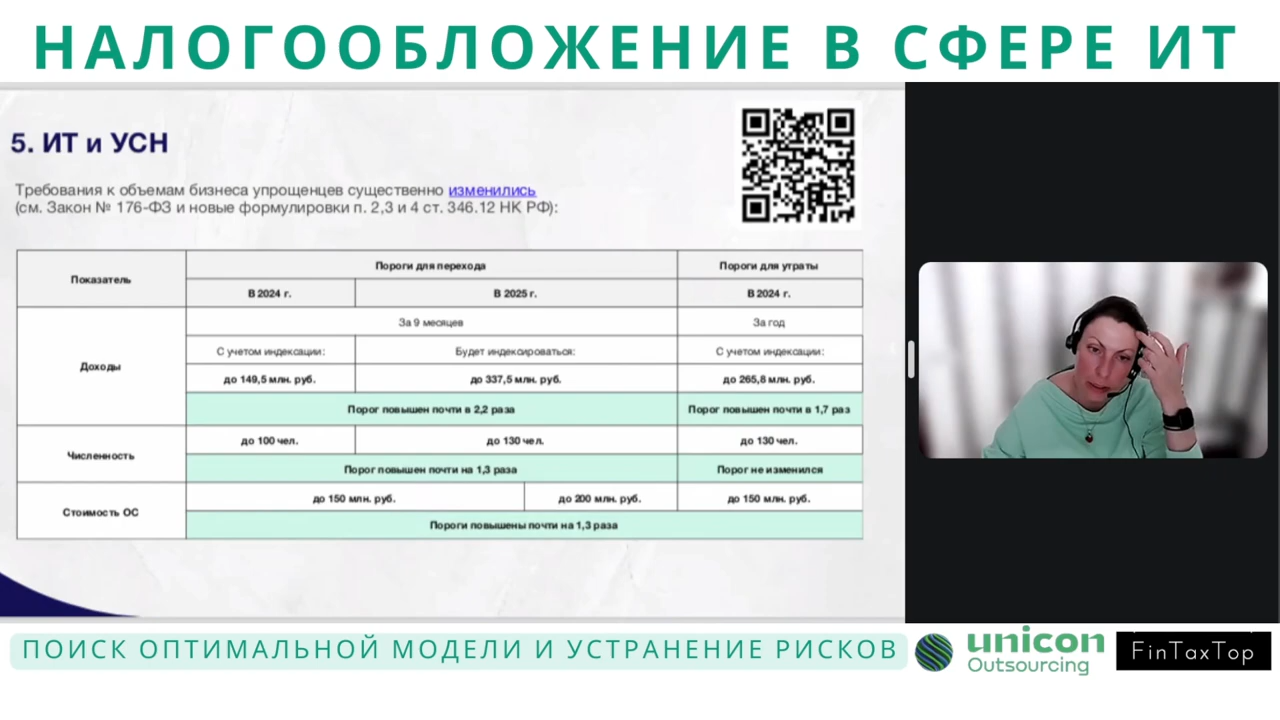 НАЛОГООБЛОЖЕНИЕ В СФЕРЕ ИТ
5. ИТ и УСН
Требования к объемам бизнеса упрощенцев существенно изменились
(см. Закон № 176-ФЗ и новые формулировки п. 2,3 и 4 ст. 346.12 НК РФ):
Показатель
Пороги для перехода
Пороги для утраты
В 2024 г.
В 2025 г.
В 2024 г.
Доходы
За 9 месяцев
За год
С учетом индексации:
Будет индексироваться:
С учетом индексации:
до 149,5 млн. руб.
до 337,5 млн. руб.
до 265,8 млн. руб.
Порог повышен почти в 2,2 раза
Порог повышен почти в 1,7 раз
Численность
до 100 чел.
до 130 чел.
до 130 чел.
Порог повышен почти на 1,3 раза
Порог не изменился
Стоимость ОС
до 150 млн. руб.
до 200 млн. руб.
до 150 млн. руб.
Пороги повышены почти на 1,3 раза
ПОИСК ОПТИМАЛЬНОЙ МОДЕЛИ И УСТРАНЕНИЕ РИСКОВ
unicon
Outsourcing
FinTaxTop